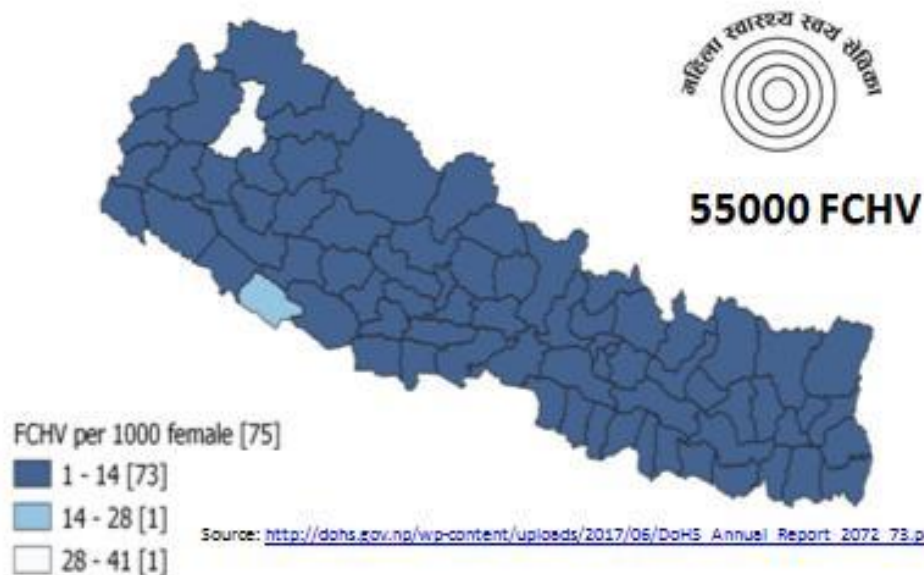 महिला स्वास्थ्य स्वयं सेविका
55000 FCHV
FCHV per 1000 female [75]
1 - 14 [73]
14 - 28 [1]
28 - 41 [1]
Source: http://dohs.gov.np/wp-content/uploads/2017/06/DoHS_Annual_Report_2072_73.p